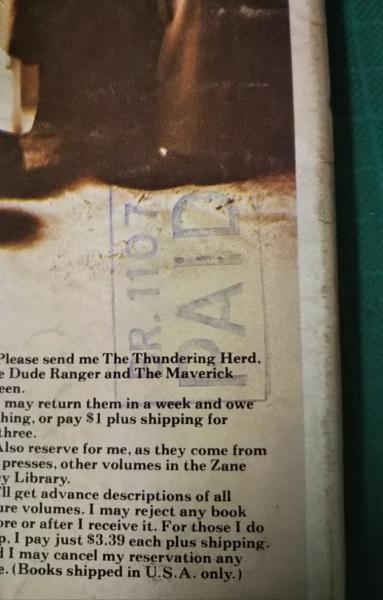 1107
PAID
Please send me The Thundering Herd,
e Dude Ranger and The Maverick
een.
may return them in a week and owe
hing, or pay $1 plus shipping for
three.
Also reserve for me, as they come from
presses, other volumes in the Zane
y Library.
'll get advance descriptions of all
ure volumes. I may reject any book
ore or after I receive it. For those I do
p, I pay just $3.39 each plus shipping.
d I may cancel my reservation any
e. (Books shipped in U.S.A. only.)